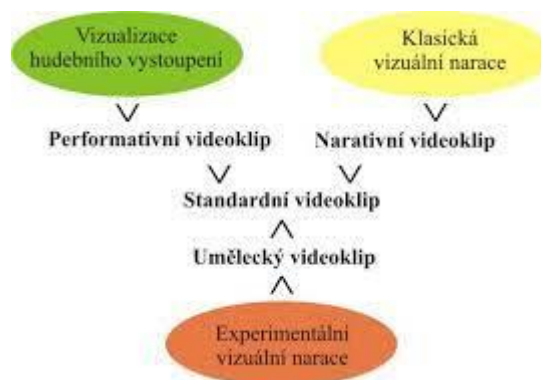 Vizualizace
hudebního vystoupení
Klasická
vizuální narace
Performativní videoklip
Narativní videoklip
Standardní videoklip
Umělecký videoklip
Experimentální
vizuální narace